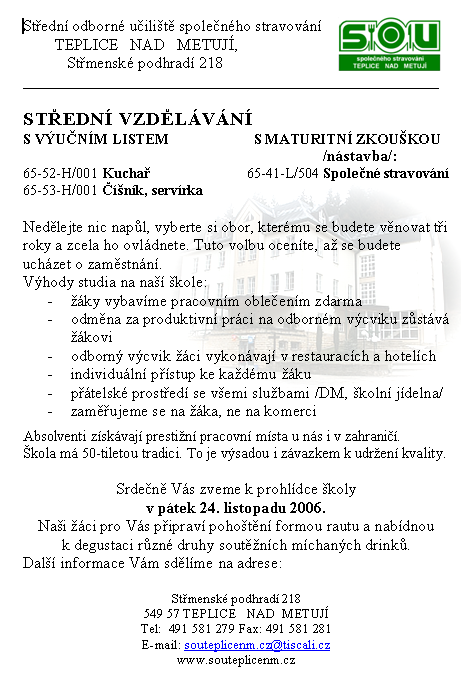 Střední odborné učiliště společného stravování
TEPLICE NAD METUJÍ,
Střmenské podhradí 218
SOU
společného stravování
TEPLICE NAD METUJÍ
STŘEDNÍ VZDĚLÁVÁNÍ
S VÝUČNÍM LISTEM S MATURITNÍ ZKOUŠKOU
/nástavba/:
65-52-H/001 Kuchař 65-41-L/504 Společné stravování
65-53-H/001 Číšník, servírka
Nedělejte nic napůl, vyberte si obor, kterému se budete věnovat tři
roky a zcela ho ovládnete. Tuto volbu oceníte, až se budete
ucházet o zaměstnání.
Výhody studia na naší škole:
- žáky vybavíme pracovním oblečením zdarma
- odměna za produktivní práci na odborném výcviku zůstává
žákovi
- odborný výcvik žáci vykonávají v restauracích a hotelích
- individuální přístup ke každému žáku
- přátelské prostředí se všemi službami /DM, školní jídelna/
- zaměřujeme se na žáka, ne na komerci
Absolventi získávají prestižní pracovní místa u nás i v zahraničí.
Škola má 50-tiletou tradici. To je výsadou i závazkem k udržení kvality.
Srdečně Vás zveme k prohlídce školy
v pátek 24. listopadu 2006.
Naši žáci pro Vás připraví pohoštění formou rautu a nabídnou
k degustaci různé druhy soutěžních míchaných drinků.
Další informace Vám sdělíme na adrese:
Střmenské podhradí 218
549 57 TEPLICE NAD METUJÍ
Tel: 491 581 279 Fax: 491 581 281
E-mail: souteplicenm.cz@tiscali.cz
www.souteplicenm.cz